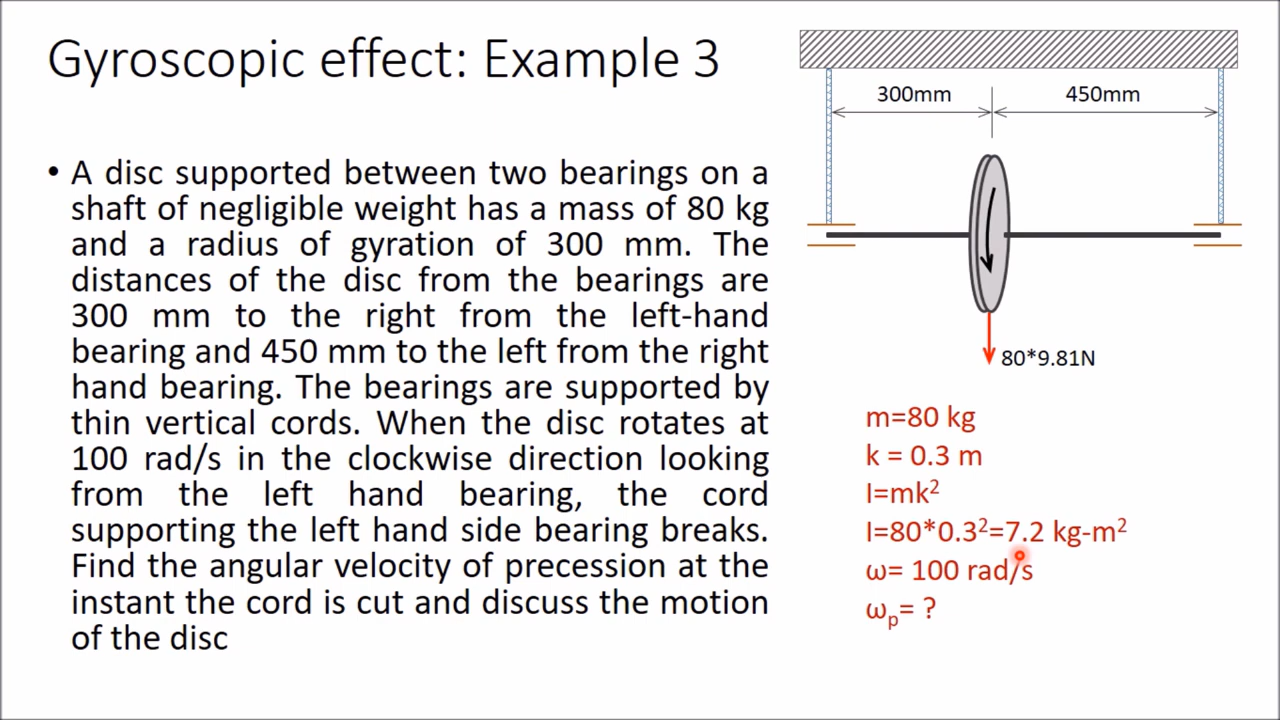 Gyroscopic effect: Example 3
300mm
450mm
• A disc supported between two bearings on a
shaft of negligible weight has a mass of 80 kg
and a radius of gyration of 300 mm. The
distances of the disc from the bearings are
300 mm to the right from the left-hand
bearing and 450 mm to the left from the right
hand bearing. The bearings are supported by
thin vertical cords. When the disc rotates at
100 rad/s in the clockwise direction looking
from the left hand bearing, the cord
supporting the left hand side bearing breaks.
Find the angular velocity of precession at the
instant the cord is cut and discuss the motion
of the disc
80*9.81N
m=80 kg
k = 0.3 m
I=mk²
I=80*0.3²=7.2 kg-m²
ω= 100 rad/s
ωₚ= ?